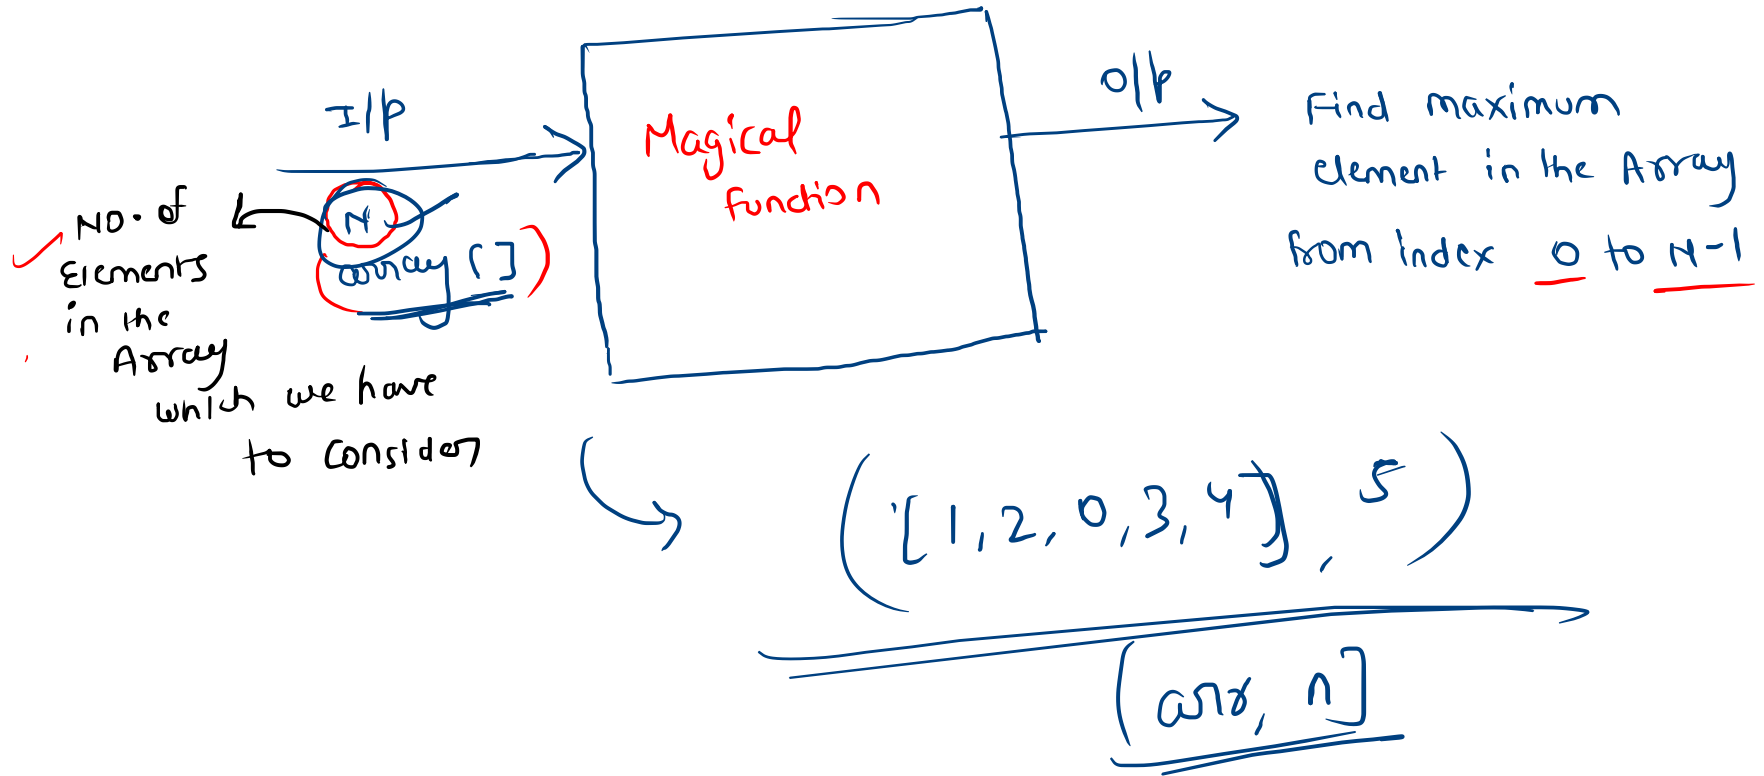 I/p
N
array []
No. of
Elements
in the
Array
which we have
to consider
Magical
function
O/p
Find maximum
element in the Array
from index 0 to N-1
([1,2,0,3,4], 5)
[arr, n]